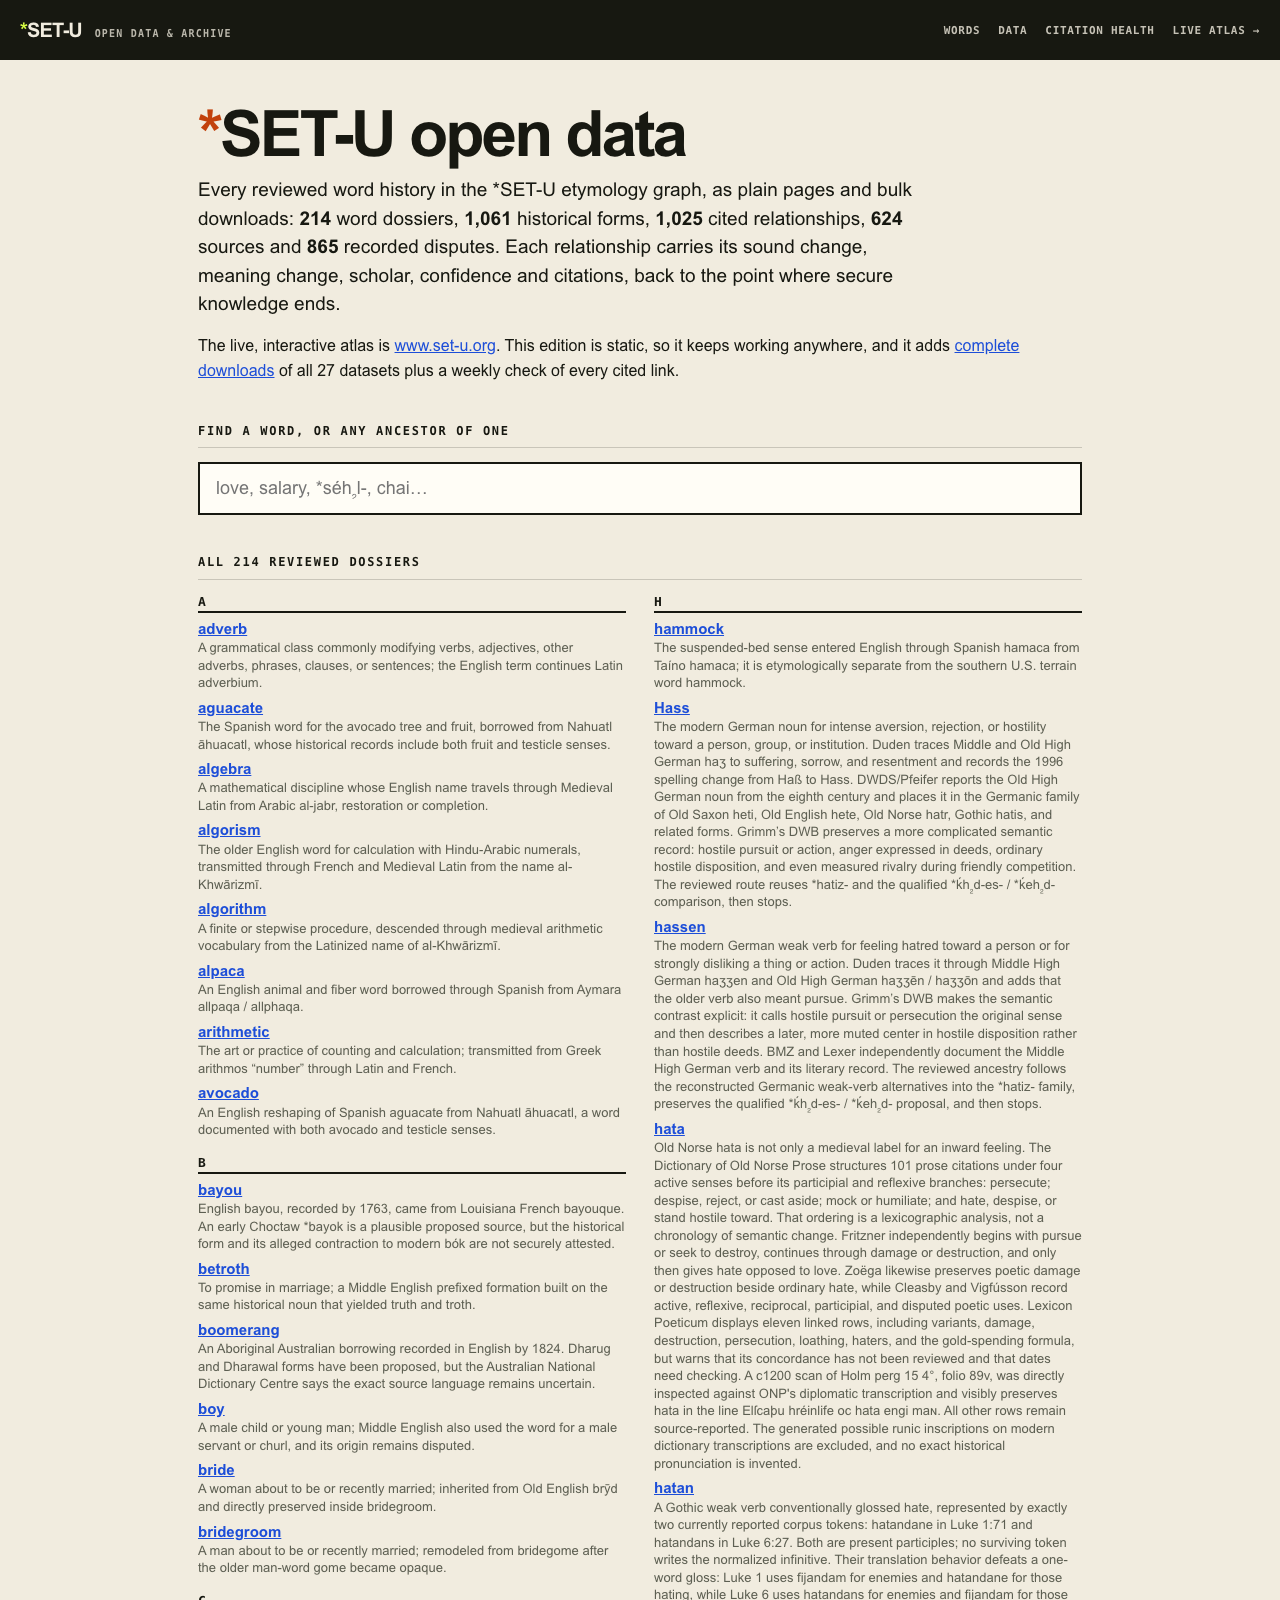 *SET-U OPEN DATA & ARCHIVE
WORDS DATA CITATION HEALTH LIVE ATLAS →
*SET-U open data
Every reviewed word history in the *SET-U etymology graph, as plain pages and bulk
downloads: 214 word dossiers, 1,061 historical forms, 1,025 cited relationships, 624
sources and 865 recorded disputes. Each relationship carries its sound change,
meaning change, scholar, confidence and citations, back to the point where secure
knowledge ends.
The live, interactive atlas is www.set-u.org. This edition is static, so it keeps working anywhere, and it adds complete
downloads of all 27 datasets plus a weekly check of every cited link.
FIND A WORD, OR ANY ANCESTOR OF ONE
love, salary, *séh₂l-, chai…
ALL 214 REVIEWED DOSSIERS
A
adverb
A grammatical class commonly modifying verbs, adjectives, other
adverbs, phrases, clauses, or sentences; the English term continues Latin
adverbium.
aguacate
The Spanish word for the avocado tree and fruit, borrowed from Nahuatl
āhuacatl, whose historical records include both fruit and testicle senses.
algebra
A mathematical discipline whose English name travels through Medieval
Latin from Arabic al-jabr, restoration or completion.
algorism
The older English word for calculation with Hindu-Arabic numerals,
transmitted through French and Medieval Latin from the name al-
Khwārizmī.
algorithm
A finite or stepwise procedure, descended through medieval arithmetic
vocabulary from the Latinized name of al-Khwārizmī.
alpaca
An English animal and fiber word borrowed through Spanish from Aymara
allpaqa / allphaqa.
arithmetic
The art or practice of counting and calculation; transmitted from Greek
arithmos “number” through Latin and French.
avocado
An English reshaping of Spanish aguacate from Nahuatl āhuacatl, a word
documented with both avocado and testicle senses.
B
bayou
English bayou, recorded by 1763, came from Louisiana French bayouque.
An early Choctaw *bayok is a plausible proposed source, but the historical
form and its alleged contraction to modern bók are not securely attested.
betroth
To promise in marriage; a Middle English prefixed formation built on the
same historical noun that yielded truth and troth.
boomerang
An Aboriginal Australian borrowing recorded in English by 1824. Dharug
and Dharawal forms have been proposed, but the Australian National
Dictionary Centre says the exact source language remains uncertain.
boy
A male child or young man; Middle English also used the word for a male
servant or churl, and its origin remains disputed.
bride
A woman about to be or recently married; inherited from Old English brȳd
and directly preserved inside bridegroom.
bridegroom
A man about to be or recently married; remodeled from bridegome after
the older man-word gome became opaque.
H
hammock
The suspended-bed sense entered English through Spanish hamaca from
Taíno hamaca; it is etymologically separate from the southern U.S. terrain
word hammock.
Hass
The modern German noun for intense aversion, rejection, or hostility
toward a person, group, or institution. Duden traces Middle and Old High
German haʒ to suffering, sorrow, and resentment and records the 1996
spelling change from Haß to Hass. DWDS/Pfeifer reports the Old High
German noun from the eighth century and places it in the Germanic family
of Old Saxon heti, Old English hete, Old Norse hatr, Gothic hatis, and
related forms. Grimm’s DWB preserves a more complicated semantic
record: hostile pursuit or action, anger expressed in deeds, ordinary
hostile disposition, and even measured rivalry during friendly competition.
The reviewed route reuses *hatiz- and the qualified *ḱh₂d-es- / *ḱeh₂d-
comparison, then stops.
hassen
The modern German weak verb for feeling hatred toward a person or for
strongly disliking a thing or action. Duden traces it through Middle High
German haʒʒen and Old High German haʒʒēn / haʒʒōn and adds that
the older verb also meant pursue. Grimm’s DWB makes the semantic
contrast explicit: it calls hostile pursuit or persecution the original sense
and then describes a later, more muted center in hostile disposition rather
than hostile deeds. BMZ and Lexer independently document the Middle
High German verb and its literary record. The reviewed ancestry follows
the reconstructed Germanic weak-verb alternatives into the *hatiz- family,
preserves the qualified *ḱh₂d-es- / *ḱeh₂d- proposal, and then stops.
hata
Old Norse hata is not only a medieval label for an inward feeling. The
Dictionary of Old Norse Prose structures 101 prose citations under four
active senses before its participial and reflexive branches: persecute;
despise, reject, or cast aside; mock or humiliate; and hate, despise, or
stand hostile toward. That ordering is a lexicographic analysis, not a
chronology of semantic change. Fritzner independently begins with pursue
or seek to destroy, continues through damage or destruction, and only
then gives hate opposed to love. Zoëga likewise preserves poetic damage
or destruction beside ordinary hate, while Cleasby and Vigfússon record
active, reflexive, reciprocal, participial, and disputed poetic uses. Lexicon
Poeticum displays eleven linked rows, including variants, damage,
destruction, persecution, loathing, haters, and the gold-spending formula,
but warns that its concordance has not been reviewed and that dates
need checking. A c1200 scan of Holm perg 15 4°, folio 89v, was directly
inspected against ONP's diplomatic transcription and visibly preserves
hata in the line Elſcaþu hréinlife oc hata engi maɴ. All other rows remain
source-reported. The generated possible runic inscriptions on modern
dictionary transcriptions are excluded, and no exact historical
pronunciation is invented.
hatan
A Gothic weak verb conventionally glossed hate, represented by exactly
two currently reported corpus tokens: hatandane in Luke 1:71 and
hatandans in Luke 6:27. Both are present participles; no surviving token
writes the normalized infinitive. Their translation behavior defeats a one-
word gloss: Luke 1 uses fijandam for enemies and hatandane for those
hating, while Luke 6 uses hatandans for enemies and fijandam for those